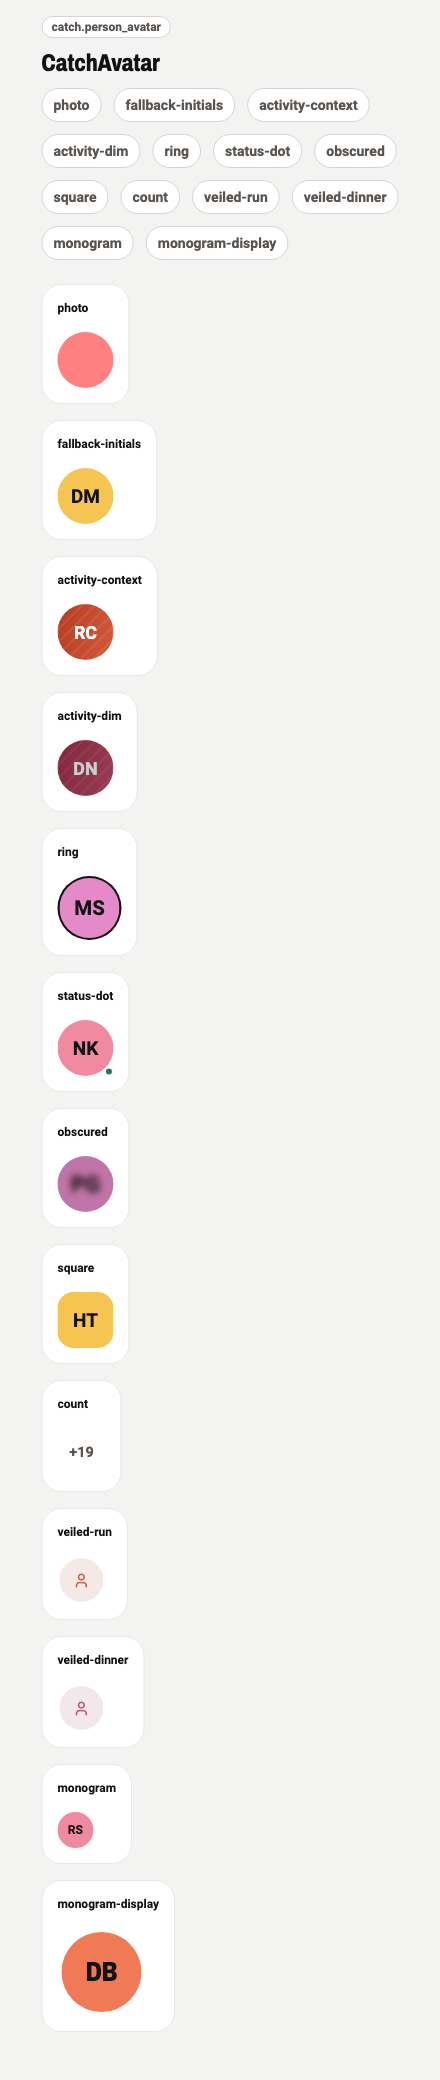 catch.person_avatar
CatchAvatar
photo fallback-initials activity-context
activity-dim ring status-dot obscured
square count veiled-run veiled-dinner
monogram monogram-display
photo
fallback-initials
DM
activity-context
RC
activity-dim
DN
ring
MS
status-dot
NK
obscured
square
HT
count
+19
veiled-run
veiled-dinner
monogram
RS
monogram-display
DB